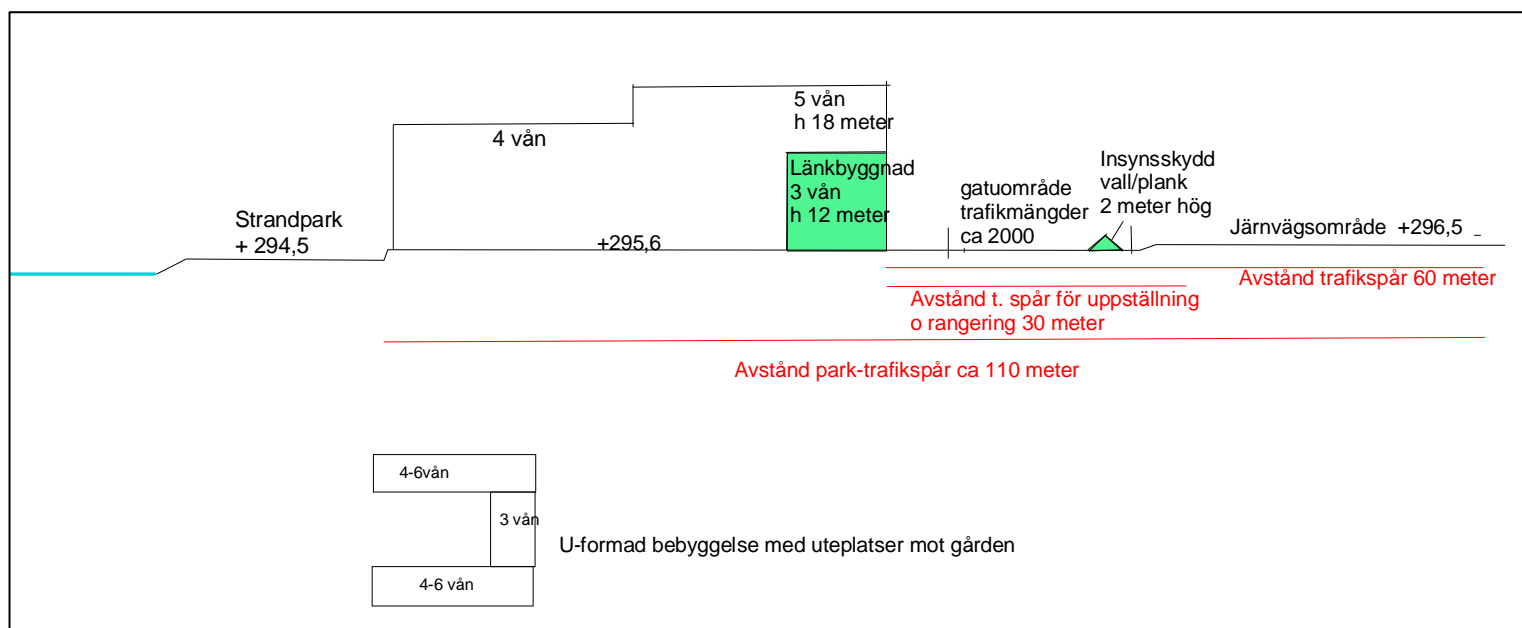 5 vån
h 18 meter
4 vån
Länkbyggnad
3 vån
h 12 meter
Insynsskydd
vall/plank
2 meter hög
gatuområde
trafikmängder
ca 2000
Strandpark
+ 294,5
+295,6
Järnvägsområde +296,5
Avstånd trafikspår 60 meter
Avstånd t. spår för uppställning
o rangering 30 meter
Avstånd park-trafikspår ca 110 meter
4-6vån
3 vån
U-formad bebyggelse med uteplatser mot gården
4-6 vån